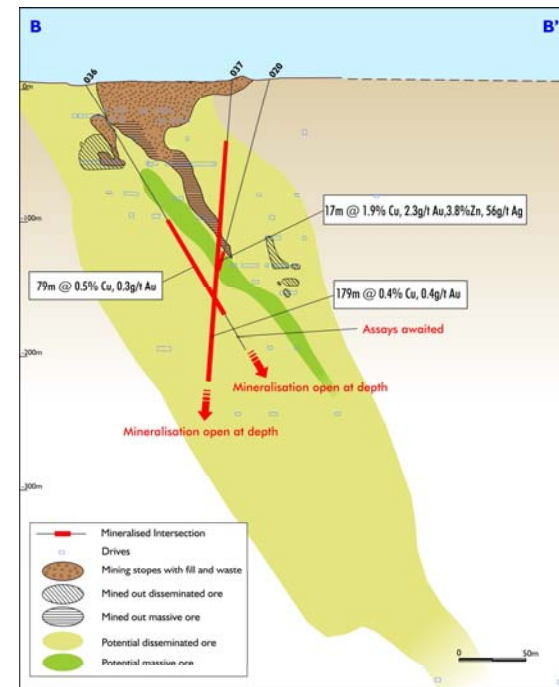 B
B'
036
037
020
0m
-100m
17m @ 1.9% Cu, 2.3g/t Au,3.8%Zn, 56g/t Ag
79m @ 0.5% Cu, 0.3g/t Au
179m @ 0.4% Cu, 0.4g/t Au
Assays awaited
-200m
Mineralisation open at depth
Mineralisation open at depth
-300m
Mineralised Intersection
Drives
Mining stopes with fill and waste
Mined out disseminated ore
Mined out massive ore
Potential disseminated ore
Potential massive ore
0
50m